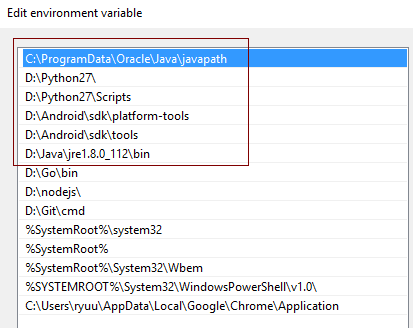 Edit environment variable
C:\ProgramData\Oracle\Java\javapath
D:\Python27\
D:\Python27\Scripts
D:\Android\sdk\platform-tools
D:\Android\sdk\tools
D:\Java\jre1.8.0_112\bin
D:\Go\bin
D:\nodejs\
D:\Git\cmd
%SystemRoot%\system32
%SystemRoot%
%SystemRoot%\System32\Wbem
%SYSTEMROOT%\System32\WindowsPowerShell\v1.0\
C:\Users\ryuu\AppData\Local\Google\Chrome\Application